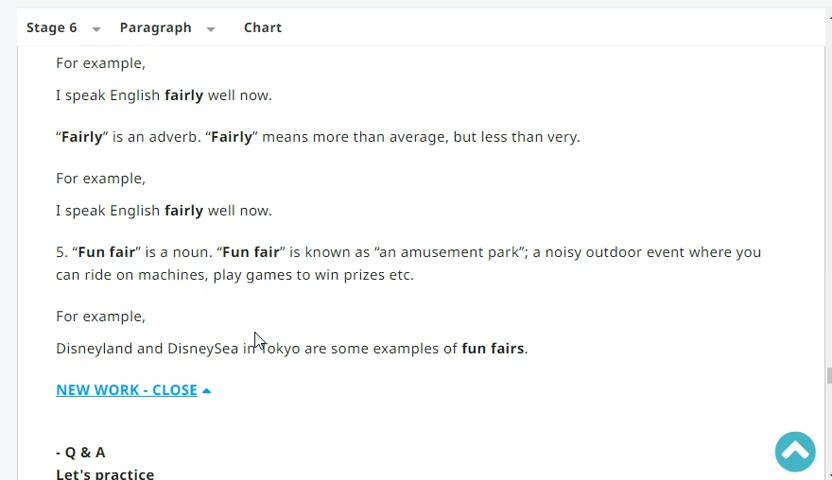 Stage 6 Paragraph Chart
For example,
I speak English fairly well now.
“Fairly” is an adverb. “Fairly” means more than average, but less than very.
For example,
I speak English fairly well now.
5. “Fun fair” is a noun. “Fun fair” is known as “an amusement park”; a noisy outdoor event where you
can ride on machines, play games to win prizes etc.
For example,
Disneyland and DisneySea in Tokyo are some examples of fun fairs.
NEW WORK - CLOSE
- Q & A
Let's practice